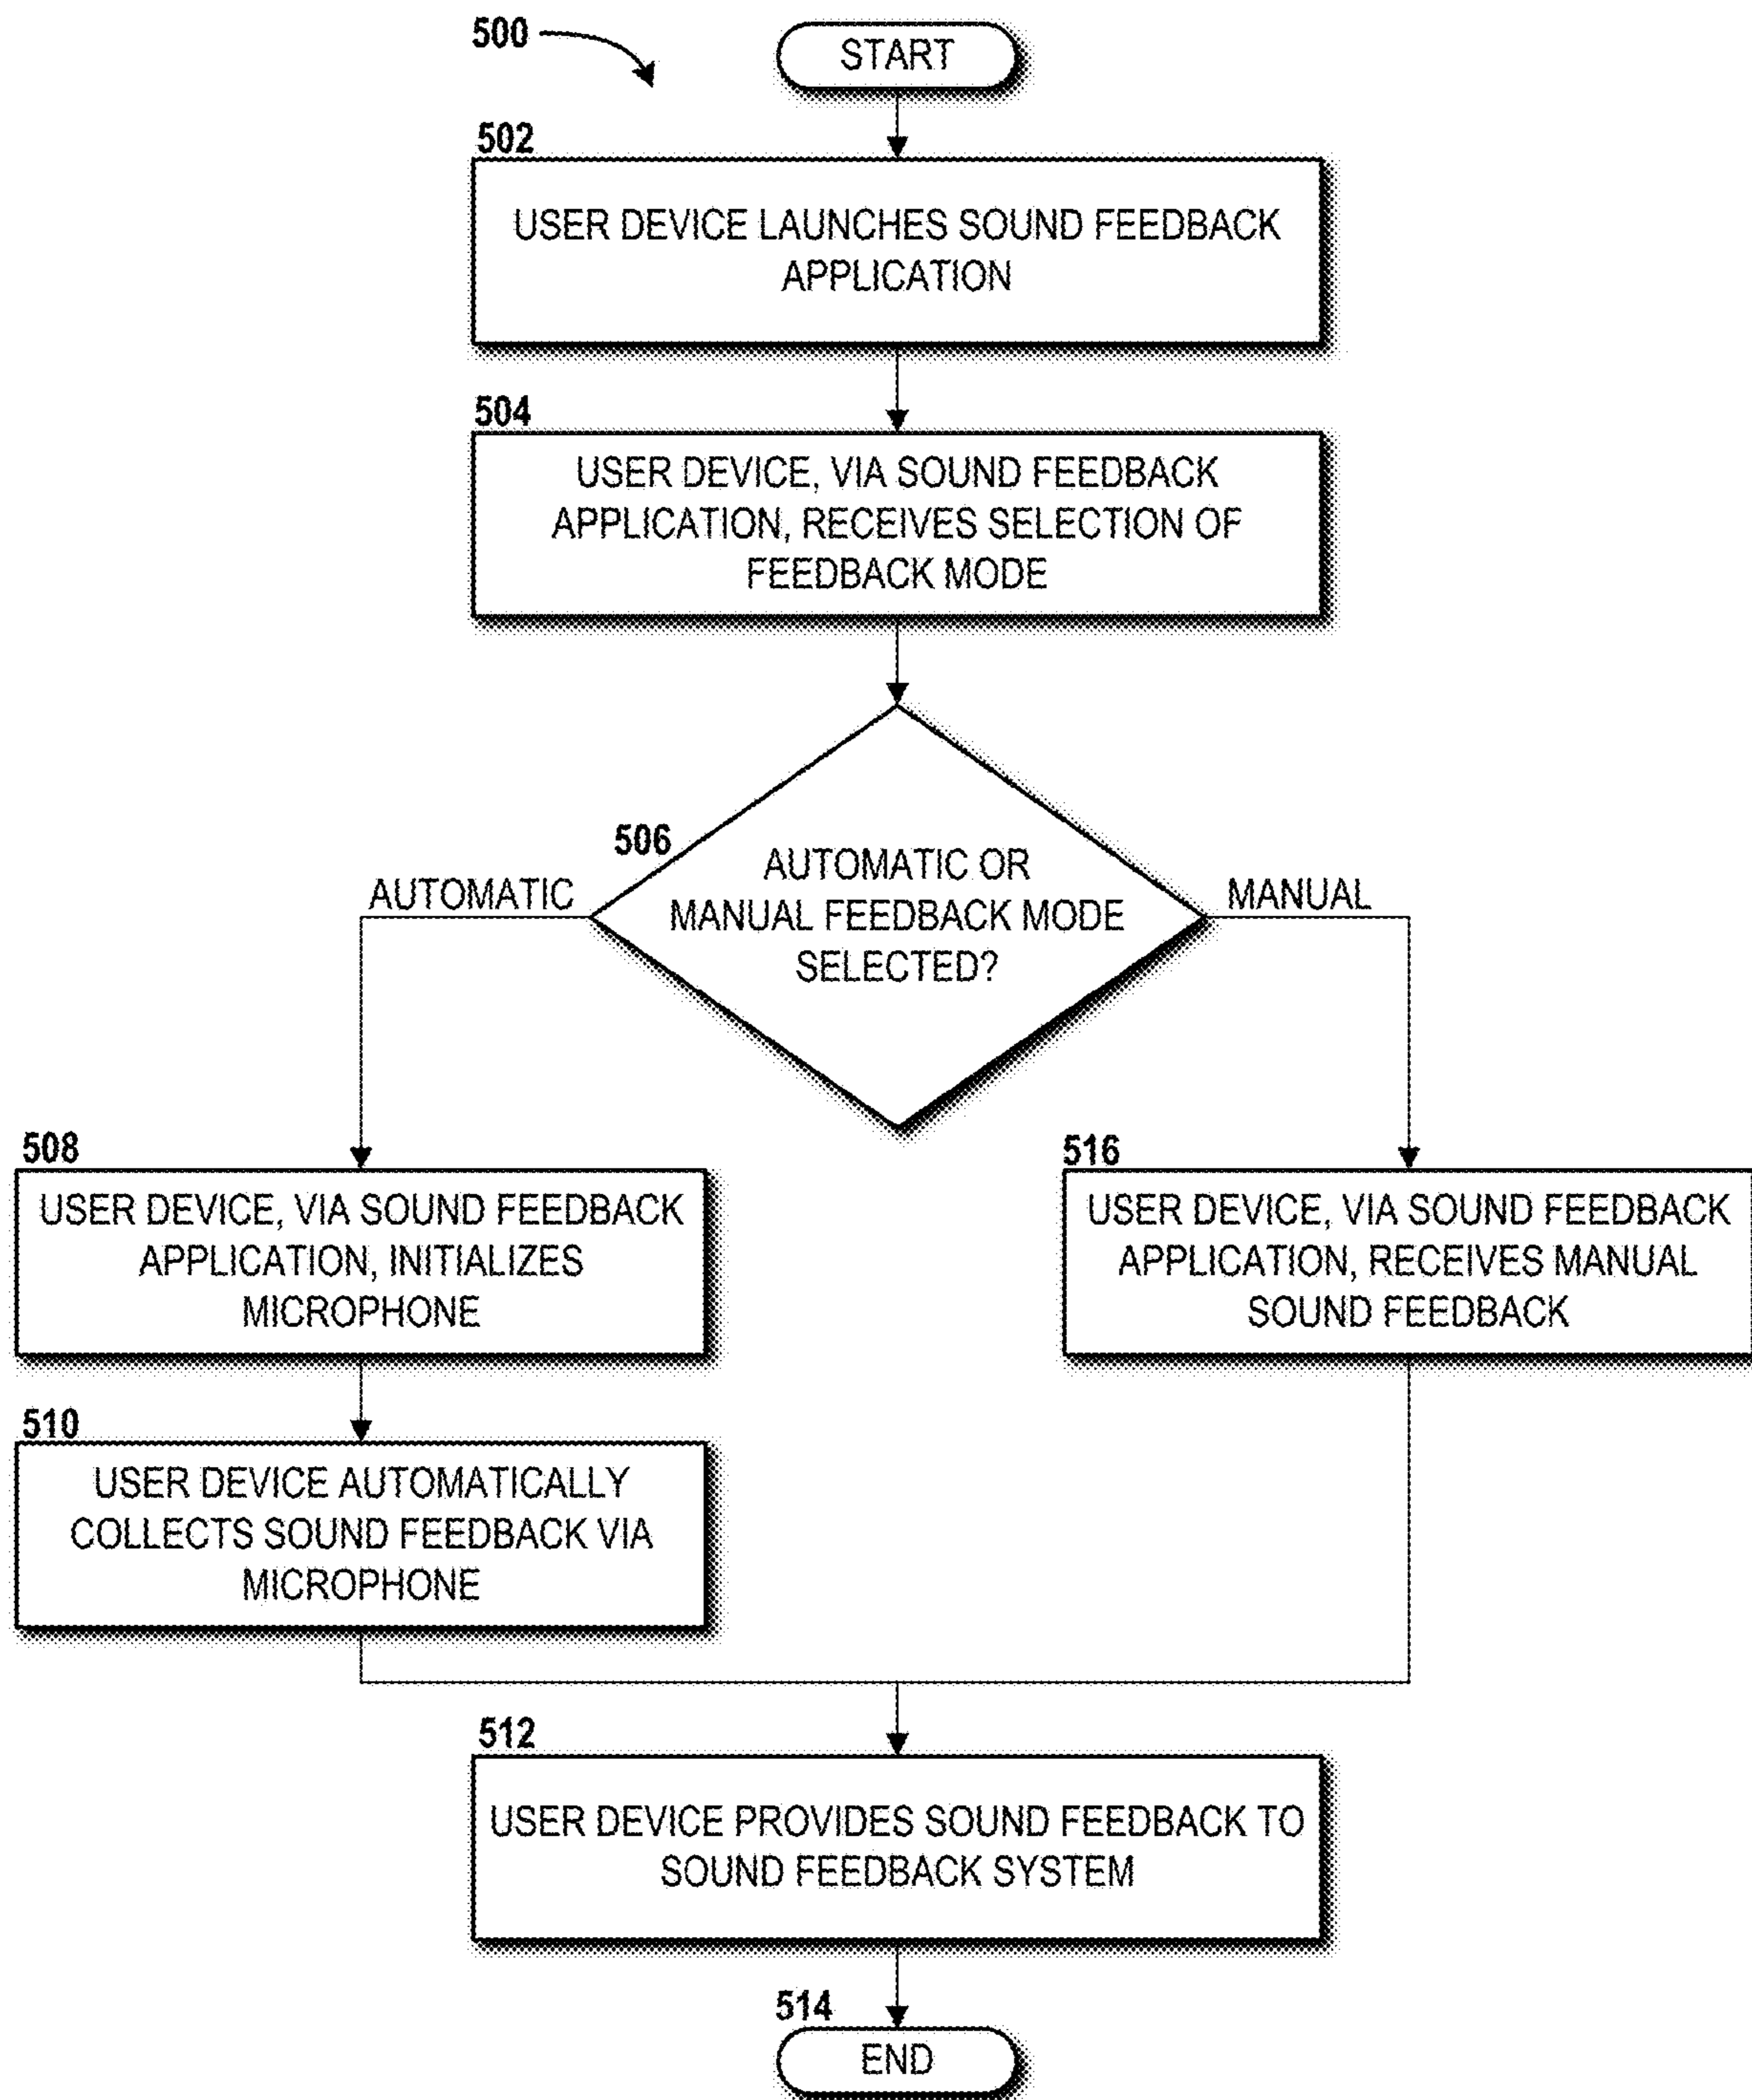 500
START
502
USER DEVICE LAUNCHES SOUND FEEDBACK
APPLICATION
504
USER DEVICE, VIA SOUND FEEDBACK
APPLICATION, RECEIVES SELECTION OF
FEEDBACK MODE
506
AUTOMATIC OR
MANUAL FEEDBACK MODE
SELECTED?
AUTOMATIC
MANUAL
508
USER DEVICE, VIA SOUND FEEDBACK
APPLICATION, INITIALIZES
MICROPHONE
516
USER DEVICE, VIA SOUND FEEDBACK
APPLICATION, RECEIVES MANUAL
SOUND FEEDBACK
510
USER DEVICE AUTOMATICALLY
COLLECTS SOUND FEEDBACK VIA
MICROPHONE
512
USER DEVICE PROVIDES SOUND FEEDBACK TO
SOUND FEEDBACK SYSTEM
514
END